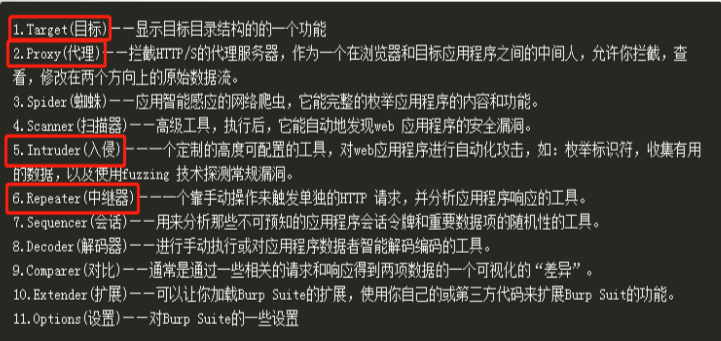 1.Target(目标)——显示目标目录结构的的一个功能
2.Proxy(代理)——拦截HTTP/S的代理服务器，作为一个在浏览器和目标应用程序之间的中间人，允许你拦截，查
看，修改在两个方向上的原始数据流。
3.Spider(蜘蛛)——应用智能感应的网络爬虫，它能完整的枚举应用程序的内容和功能。
4.Scanner(扫描器)——高级工具，执行后，它能自动地发现web 应用程序的安全漏洞。
5.Intruder(入侵)——一个定制的高度可配置的工具，对web应用程序进行自动化攻击，如：枚举标识符，收集有用
的数据，以及使用fuzzing 技术探测常规漏洞。
6.Repeater(中继器)——一个靠手动操作来触发单独的HTTP 请求，并分析应用程序响应的工具。
7.Sequencer(会话)——用来分析那些不可预知的应用程序会话令牌和重要数据项的随机性的工具。
8.Decoder(解码器)——进行手动执行或对应用程序数据者智能解码编码的工具。
9.Comparer(对比)——通常是通过一些相关的请求和响应得到两项数据的一个可视化的“差异”。
10.Extender(扩展)——可以让你加载Burp Suite的扩展，使用你自己的或第三方代码来扩展Burp Suit的功能。
11.Options(设置)——对Burp Suite的一些设置